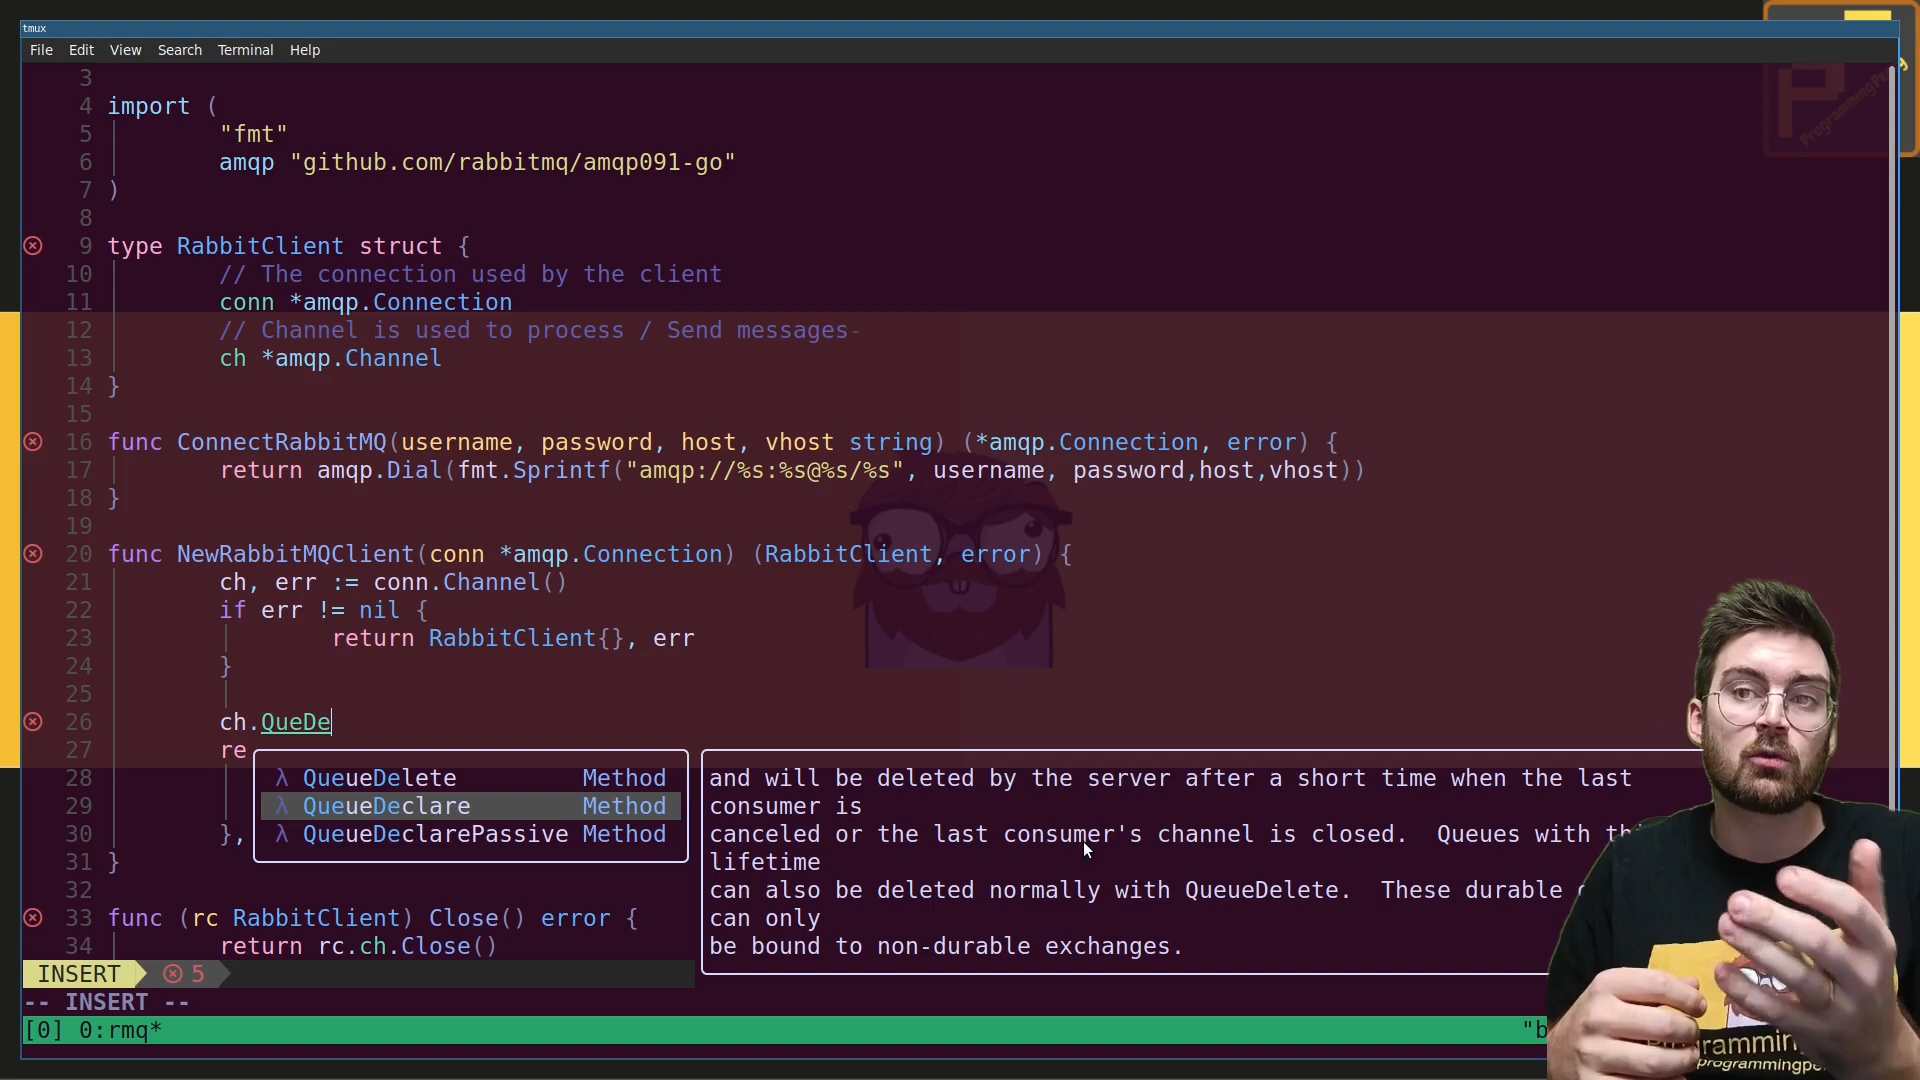 tmux
File Edit View Search Terminal Help
3
4 import (
5 "fmt"
6 amqp "github.com/rabbitmq/amqp091-go"
7 )
8
9 type RabbitClient struct {
10 // The connection used by the client
11 conn *amqp.Connection
12 // Channel is used to process / Send messages-
13 ch *amqp.Channel
14 }
15
16 func ConnectRabbitMQ(username, password, host, vhost string) (*amqp.Connection, error) {
17 return amqp.Dial(fmt.Sprintf("amqp://%s:%s@%s/%s", username, password,host,vhost))
18 }
19
20 func NewRabbitMQClient(conn *amqp.Connection) (RabbitClient, error) {
21 ch, err := conn.Channel()
22 if err != nil {
23 return RabbitClient{}, err
24 }
25
26 ch.QueDe
27 re
28 λ QueueDelete Method
29 λ QueueDeclare Method
30 }, λ QueueDeclarePassive Method
31 }
32
33 func (rc RabbitClient) Close() error {
34 return rc.ch.Close()
and will be deleted by the server after a short time when the last
consumer is
canceled or the last consumer's channel is closed. Queues with
lifetime
can also be deleted normally with QueueDelete. These durable
can only
be bound to non-durable exchanges.
INSERT 5
-- INSERT --
[0] 0:rmq* "b